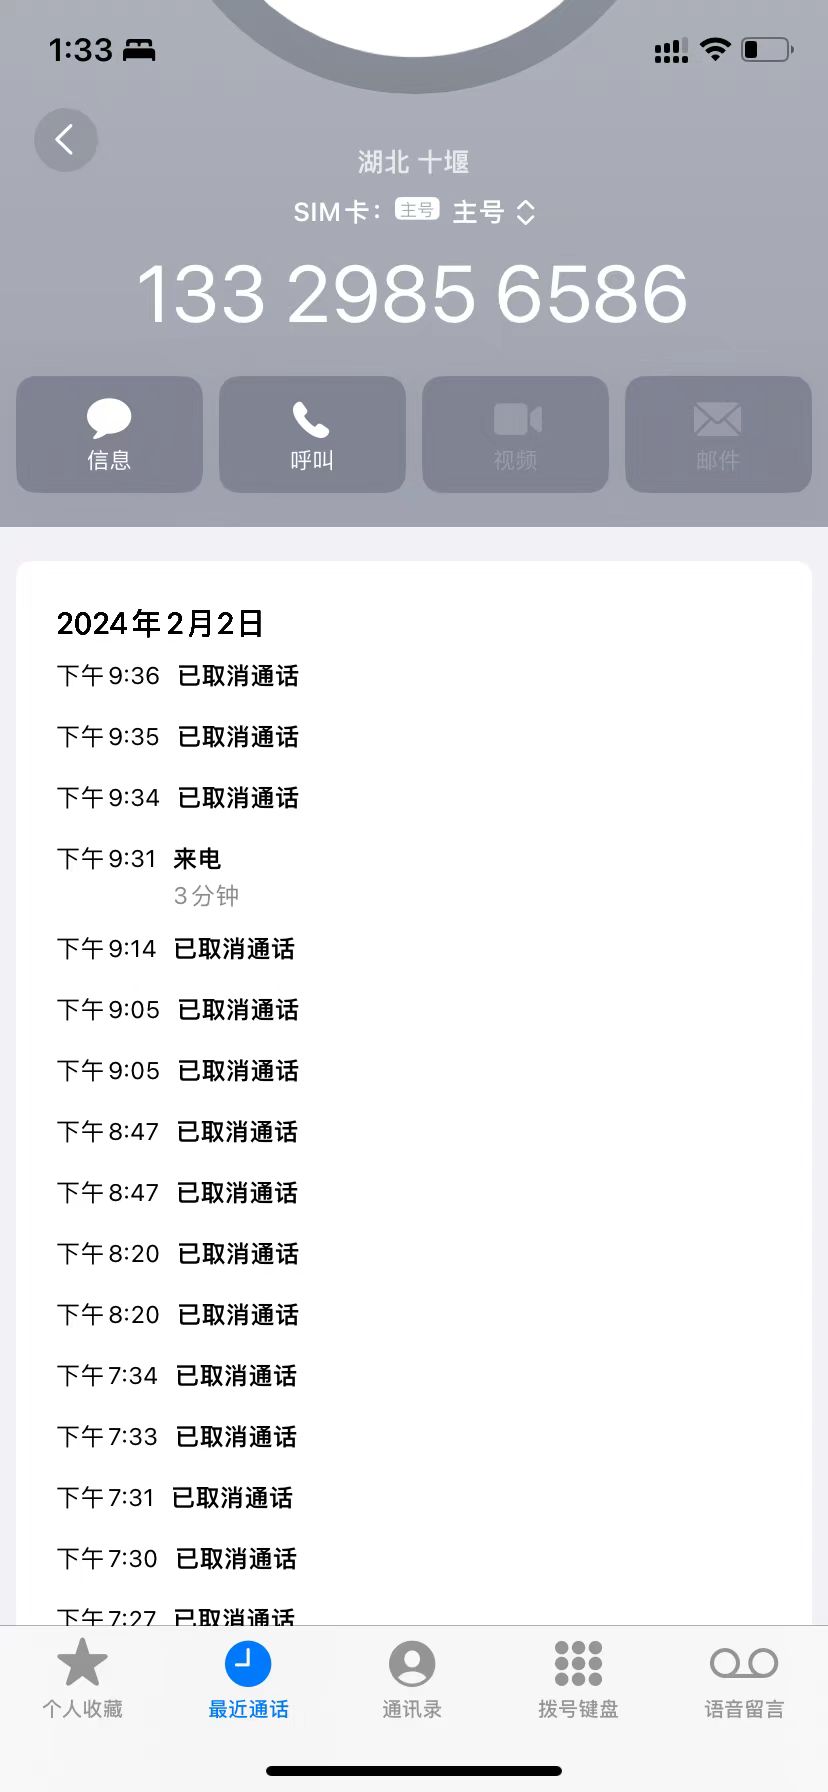 1:33
湖北 十堰
SIM卡： 主号 主号
133 2985 6586
信息 呼叫 视频 邮件
2024年2月2日
下午9:36 已取消通话
下午9:35 已取消通话
下午9:34 已取消通话
下午9:31 来电
3分钟
下午9:14 已取消通话
下午9:05 已取消通话
下午9:05 已取消通话
下午8:47 已取消通话
下午8:47 已取消通话
下午8:20 已取消通话
下午8:20 已取消通话
下午7:34 已取消通话
下午7:33 已取消通话
下午7:31 已取消通话
下午7:30 已取消通话
下午7:27 已取消通话
个人收藏 最近通话 通讯录 拨号键盘 语音留言